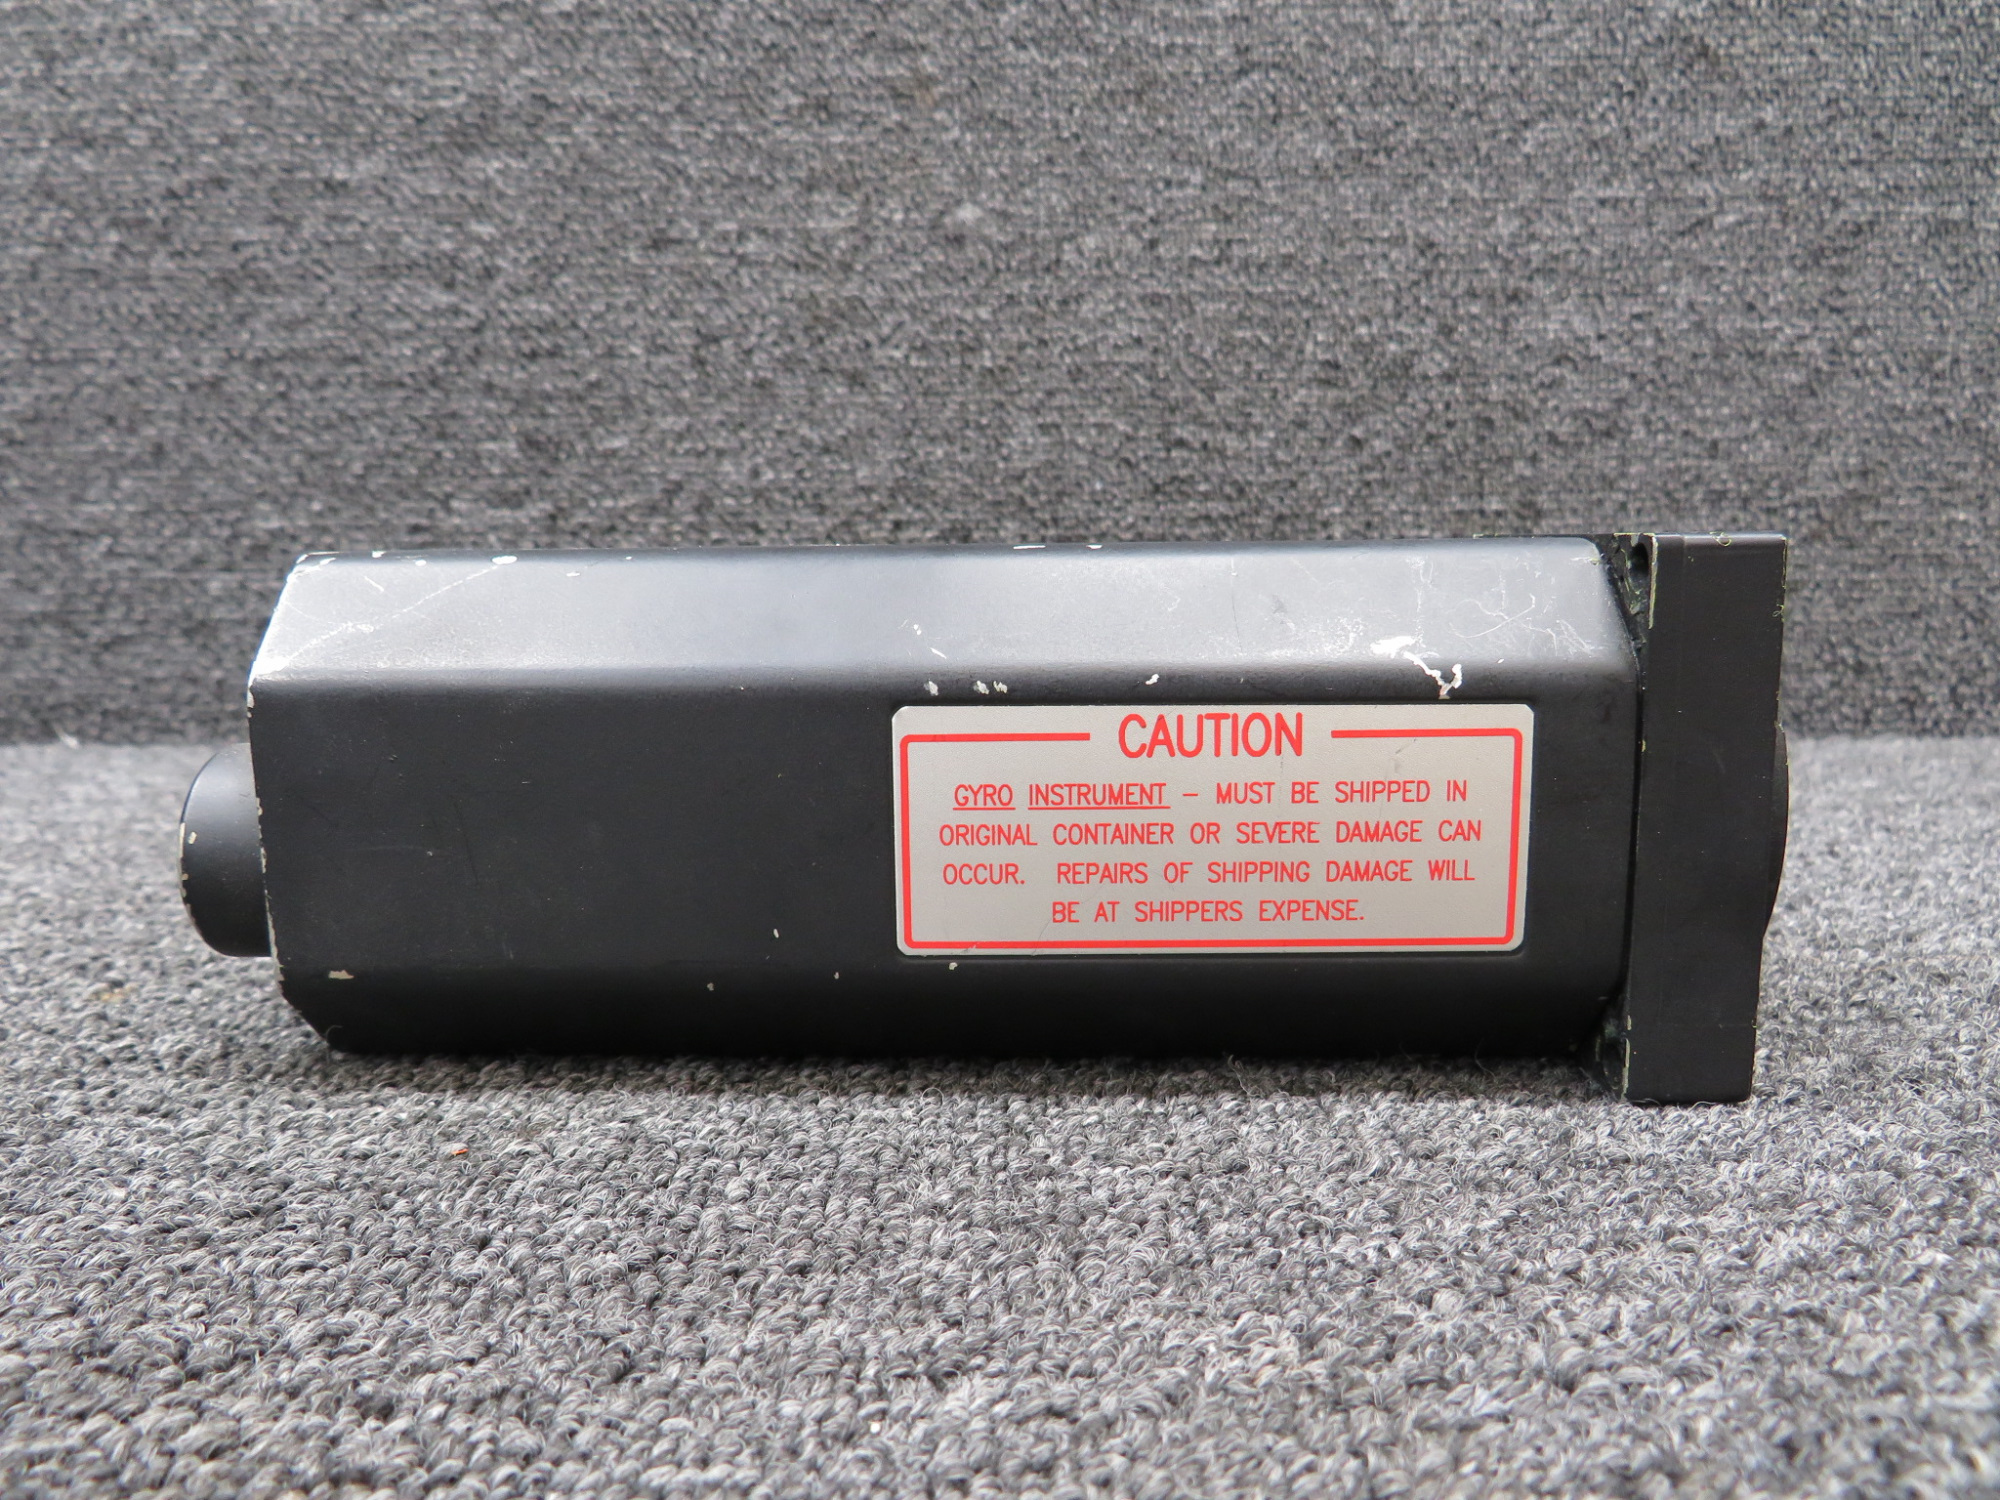 CAUTION
GYRO INSTRUMENT – MUST BE SHIPPED IN
ORIGINAL CONTAINER OR SEVERE DAMAGE CAN
OCCUR. REPAIRS OF SHIPPING DAMAGE WILL
BE AT SHIPPERS EXPENSE.